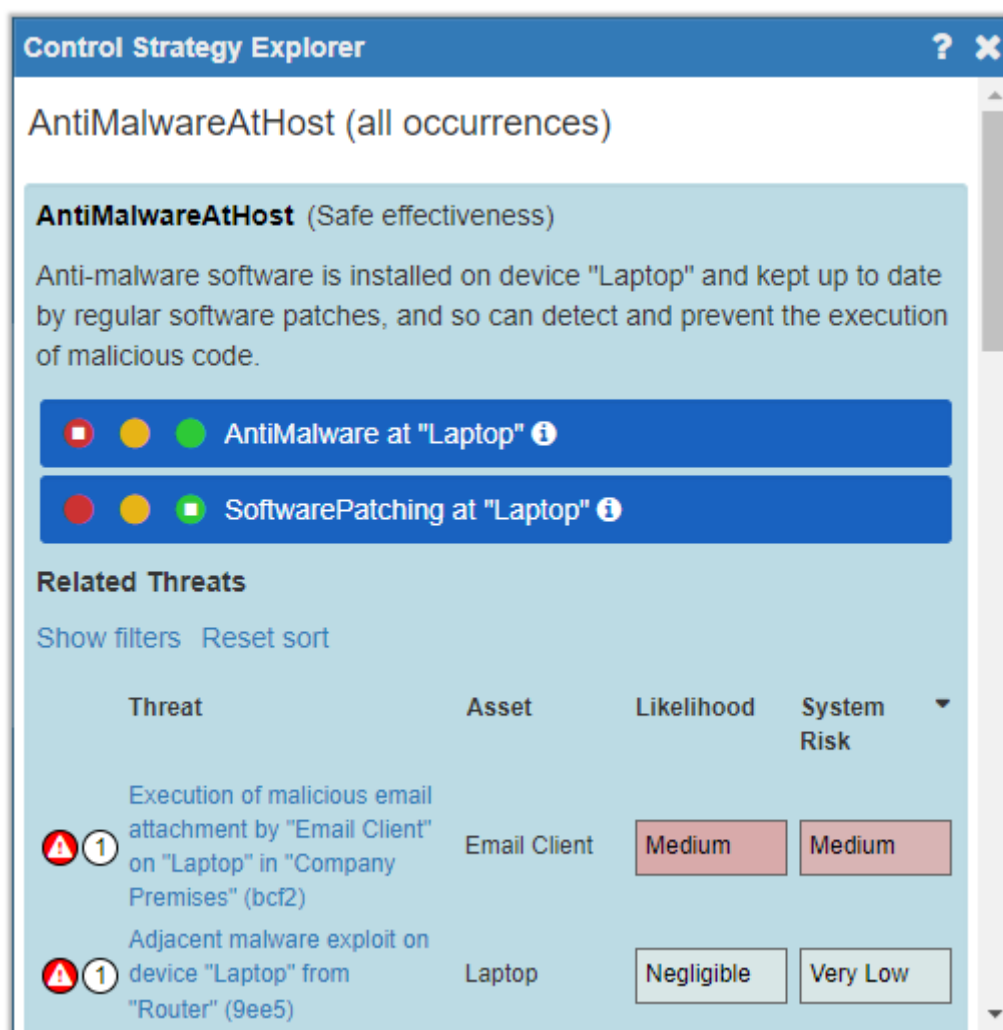 Control Strategy Explorer ?
AntiMalwareAtHost (all occurrences)
AntiMalwareAtHost (Safe effectiveness)
Anti-malware software is installed on device "Laptop" and kept up to date
by regular software patches, and so can detect and prevent the execution
of malicious code.
AntiMalware at "Laptop" i
SoftwarePatching at "Laptop" i
Related Threats
Show filters Reset sort
Threat Asset Likelihood System
Risk
Execution of malicious email
attachment by "Email Client"
on "Laptop" in "Company
Premises" (bcf2)
1 Email Client Medium Medium
Adjacent malware exploit on
device "Laptop" from
"Router" (9ee5)
1 Laptop Negligible Very Low